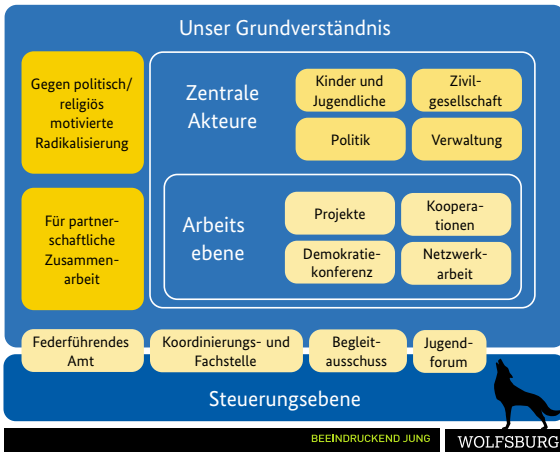 Unser Grundverständnis
Gegen politisch/
religiös
motivierte
Radikalisierung
Für partner-
schaftliche
Zusammen-
arbeit
Zentrale
Akteure
Kinder und
Jugendliche
Zivil-
gesellschaft
Politik
Verwaltung
Arbeits
ebene
Projekte
Koopera-
tionen
Demokratie-
konferenz
Netzwerk-
arbeit
Federführendes
Amt
Koordinierungs- und
Fachstelle
Begleit-
ausschuss
Jugend-
forum
Steuerungsebene
BEEINDRUCKEND JUNG
WOLFSBURG